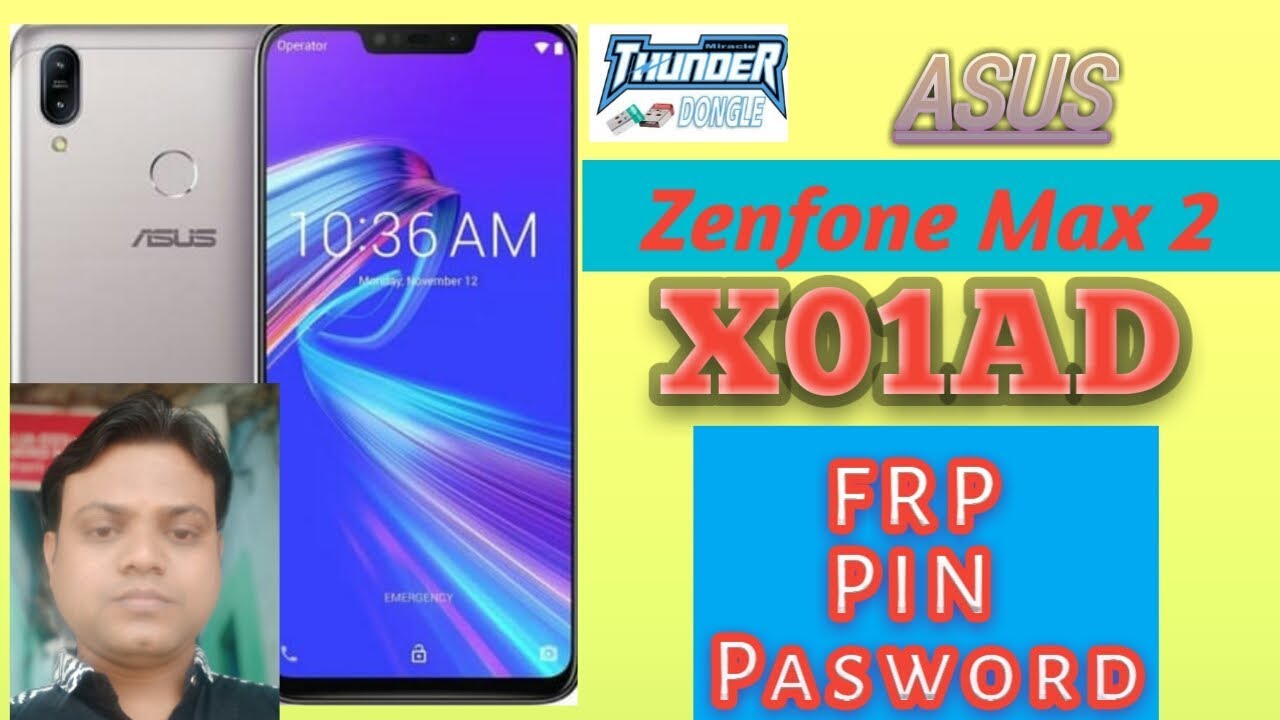 Operator
ASUS
10:36 AM
Monday, November 12
EMERGENCY
Miracle
THUNDER
DONGLE
ASUS
Zenfone Max 2
X01AD
FRP
PIN
PASWORD